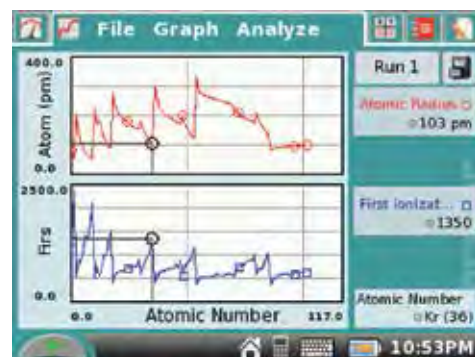 File Graph Analyze
Run 1
400.0
Atom (pm)
0.0
Atomic Radius
103 pm
2500.0
Firs
0.0
First Ionizat ..
1350
0.0 Atomic Number 117.0
Atomic Number
Kr (36)
10:53PM